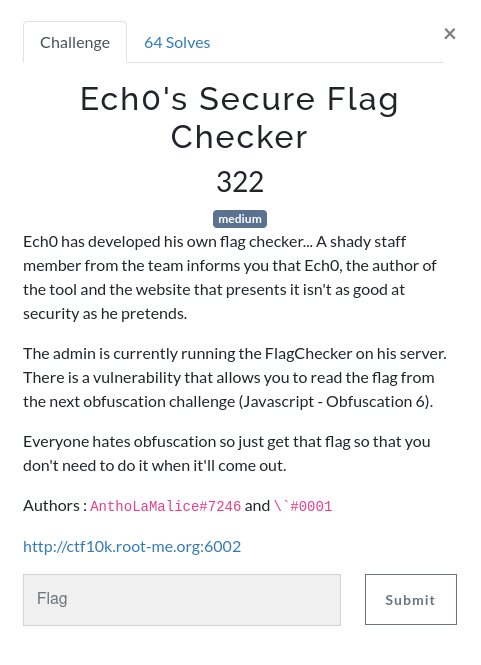 Challenge
64 Solves
×
Ech0's Secure Flag
Checker
322
medium
Ech0 has developed his own flag checker... A shady staff
member from the team informs you that Ech0, the author of
the tool and the website that presents it isn't as good at
security as he pretends.
The admin is currently running the FlagChecker on his server.
There is a vulnerability that allows you to read the flag from
the next obfuscation challenge (Javascript - Obfuscation 6).
Everyone hates obfuscation so just get that flag so that you
don't need to do it when it'll come out.
Authors : AnthoLaMalice#7246 and \`#0001
http://ctf10k.root-me.org:6002
Flag
Submit